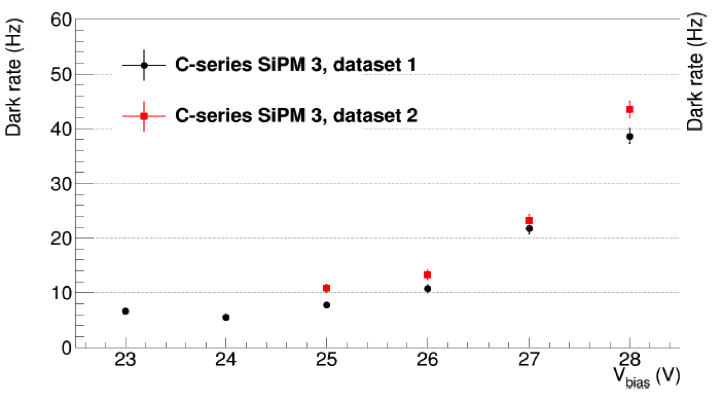 Dark rate (Hz)
60
50
40
30
20
10
0
C-series SiPM 3, dataset 1
C-series SiPM 3, dataset 2
23 24 25 26 27 28
V_bias (V)
Dark rate (Hz)